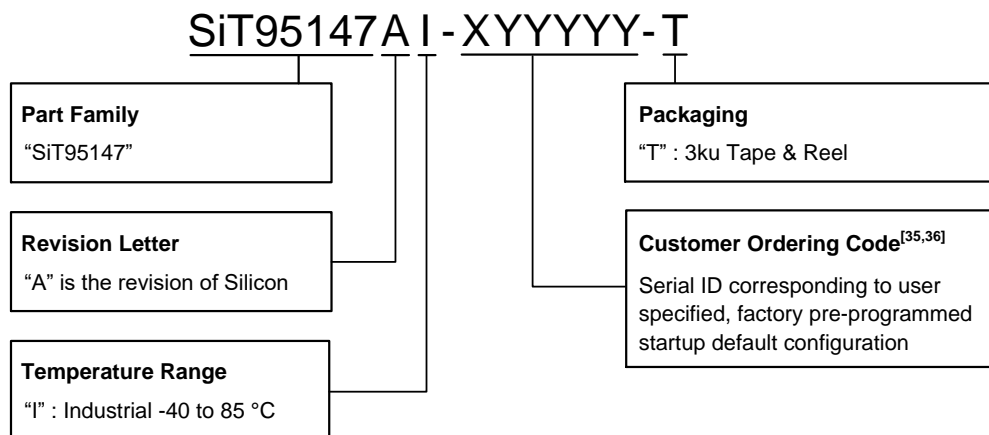 SiT95147AI-XYYYYY-T
Part Family
“SiT95147”
Revision Letter
“A” is the revision of Silicon
Temperature Range
“I” : Industrial -40 to 85 °C
Packaging
“T” : 3ku Tape & Reel
Customer Ordering Code[35,36]
Serial ID corresponding to user
specified, factory pre-programmed
startup default configuration